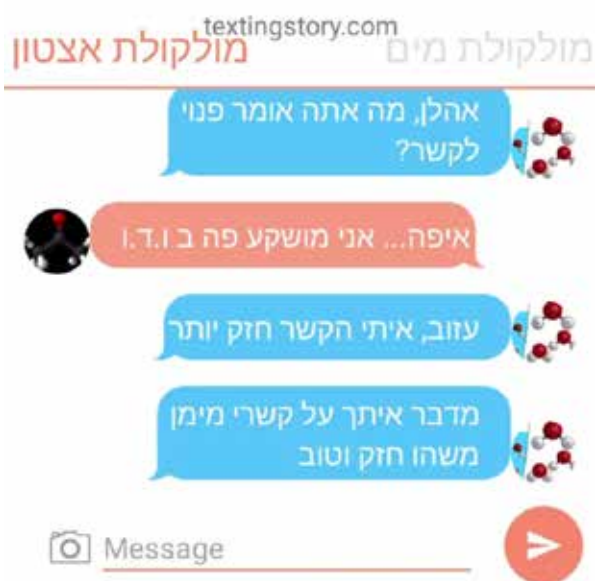 textingstory.com
מולקולת מים
מולקולת אצטון
אהלן, מה אתה אומר פנוי
לקשר?
איפה... אני מושקע פה ב ו.ד.ו
עזוב, איתי הקשר חזק יותר
מדבר איתך על קשרי מימן
משהו חזק וטוב
Message